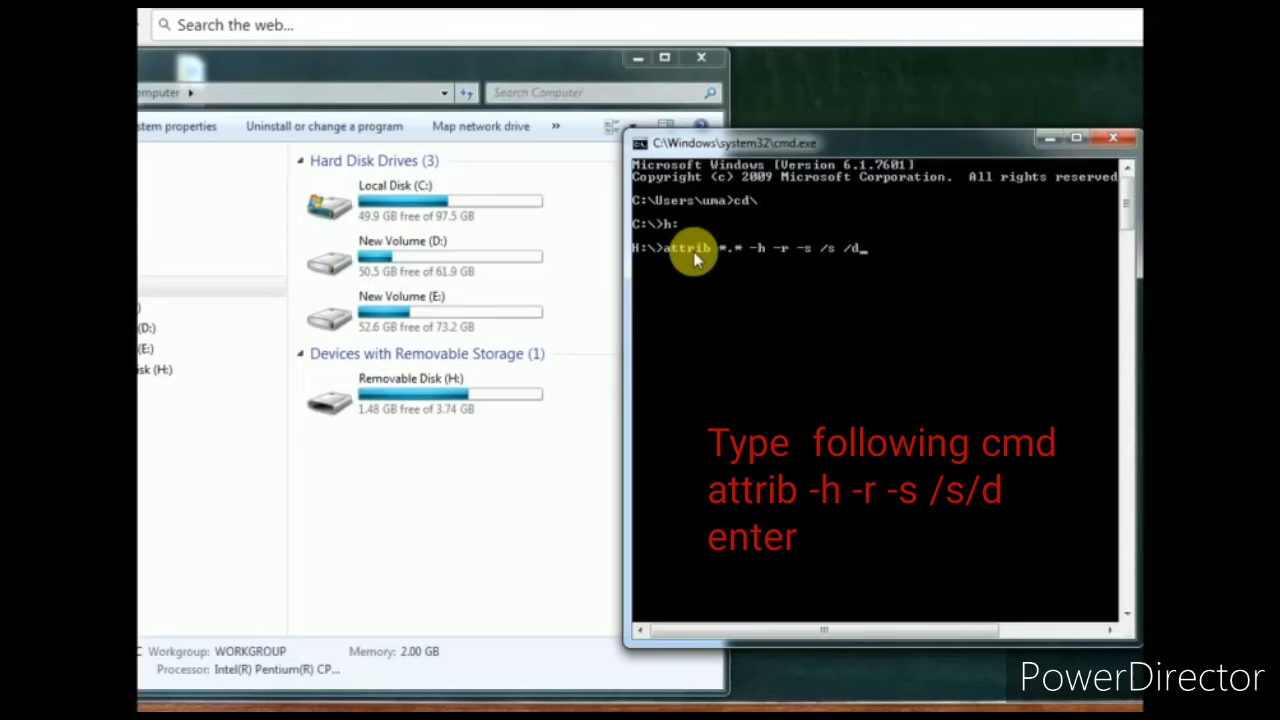 Search the web...
omputer
Search Computer
stem properties
Uninstall or change a program
Map network drive
»
Hard Disk Drives (3)
Local Disk (C:)
49.9 GB free of 97.5 GB
New Volume (D:)
50.5 GB free of 61.9 GB
New Volume (E:)
52.6 GB free of 73.2 GB
Devices with Removable Storage (1)
Removable Disk (H:)
1.48 GB free of 3.74 GB
)
(D:)
(E:)
sk (H:)
C Workgroup: WORKGROUP
Memory: 2.00 GB
Processor: Intel(R) Pentium(R) CP...
C:\Windows\system32\cmd.exe
Microsoft Windows [Version 6.1.7601]
Copyright (c) 2009 Microsoft Corporation. All rights reserved
C:\Users\uma>cd\
C:\>h:
H:\>attrib *.* -h -r -s /s /d_
Type following cmd
attrib -h -r -s /s/d
enter
PowerDirector